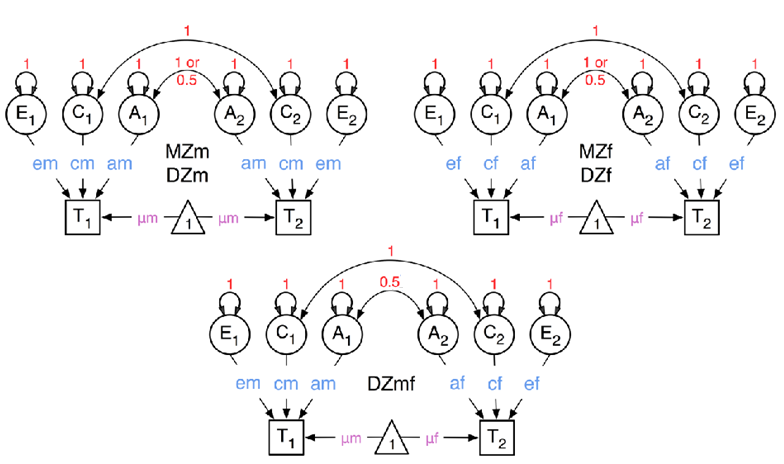 1 1
1 1 1 1 or 0.5 1 1 1
1 1 1 1 or 0.5 1 1 1
E1 C1 A1 A2 C2 E2
E1 C1 A1 A2 C2 E2
em cm am MZm DZm am cm em
ef cf af MZf DZf af cf ef
T1 μm 1 μm T2
T1 μf 1 μf T2
1
1 1 1 0.5 1 1 1
E1 C1 A1 A2 C2 E2
em cm am DZmf af cf ef
T1 μm 1 μf T2